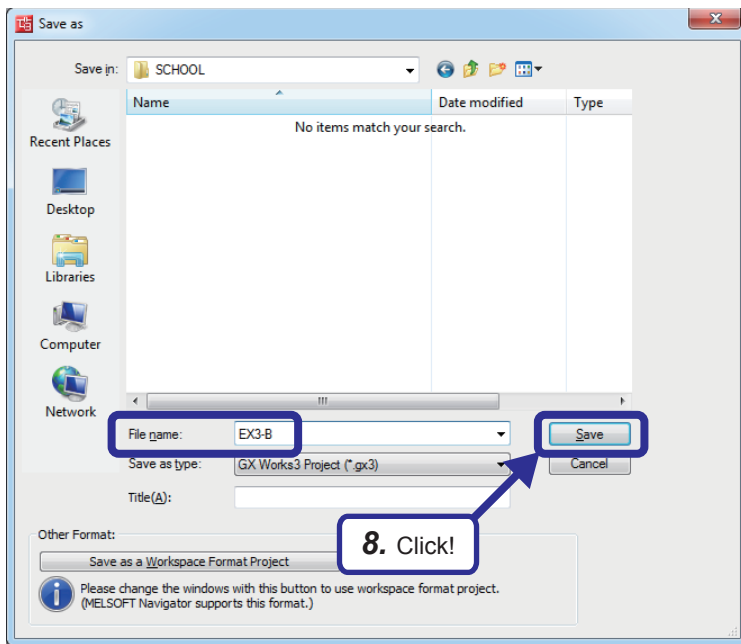 Save as
Save in: SCHOOL
Name Date modified Type
No items match your search.
Recent Places
Desktop
Libraries
Computer
Network
File name: EX3-B Save
Save as type: GX Works3 Project (*.gx3) Cancel
Title(A):
8. Click!
Other Format:
Save as a Workspace Format Project
Please change the windows with this button to use workspace format project.
(MELSOFT Navigator supports this format.)